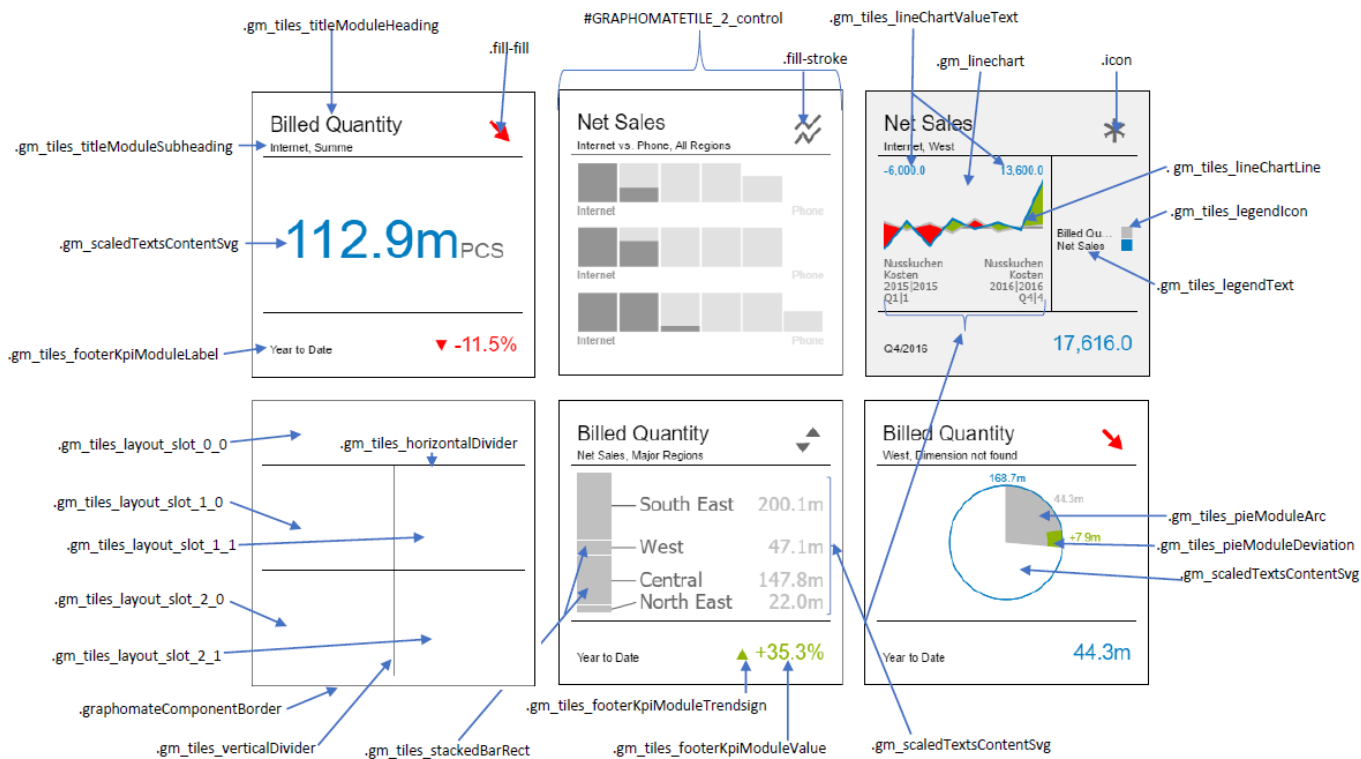 .gm_tiles_titleModuleHeading
#GRAPHOMATETILE_2_control
.gm_tiles_lineChartValueText
.fill-fill
.fill-stroke
.gm_linechart
.icon
Billed Quantity
Internet, Summe
.gm_tiles_titleModuleSubheading
112.9mPCS
.gm_scaledTextsContentSvg
Year to Date
▼ -11.5%
.gm_tiles_footerKpiModuleLabel
Net Sales
Internet vs. Phone, All Regions
Internet
Phone
Internet
Phone
Internet
Phone
Net Sales
Internet, West
-6,000.0
13,600.0
. gm_tiles_lineChartLine
.gm_tiles_legendIcon
Billed Qu...
Net Sales
.gm_tiles_legendText
Nusskuchen
Kosten
2015|2015
Q1|1
Nusskuchen
Kosten
2016|2016
Q4|4
Q4/2016
17,616.0
.gm_tiles_layout_slot_0_0
.gm_tiles_horizontalDivider
.gm_tiles_layout_slot_1_0
.gm_tiles_layout_slot_1_1
.gm_tiles_layout_slot_2_0
.gm_tiles_layout_slot_2_1
.graphomateComponentBorder
.gm_tiles_verticalDivider
.gm_tiles_stackedBarRect
Billed Quantity
Net Sales, Major Regions
South East 200.1m
West 47.1m
Central 147.8m
North East 22.0m
Year to Date
▲ +35.3%
.gm_tiles_footerKpiModuleTrendsign
.gm_tiles_footerKpiModuleValue
.gm_scaledTextsContentSvg
Billed Quantity
West, Dimension not found
168.7m
44.3m
+7.9m
.gm_tiles_pieModuleArc
.gm_tiles_pieModuleDeviation
.gm_scaledTextsContentSvg
Year to Date
44.3m